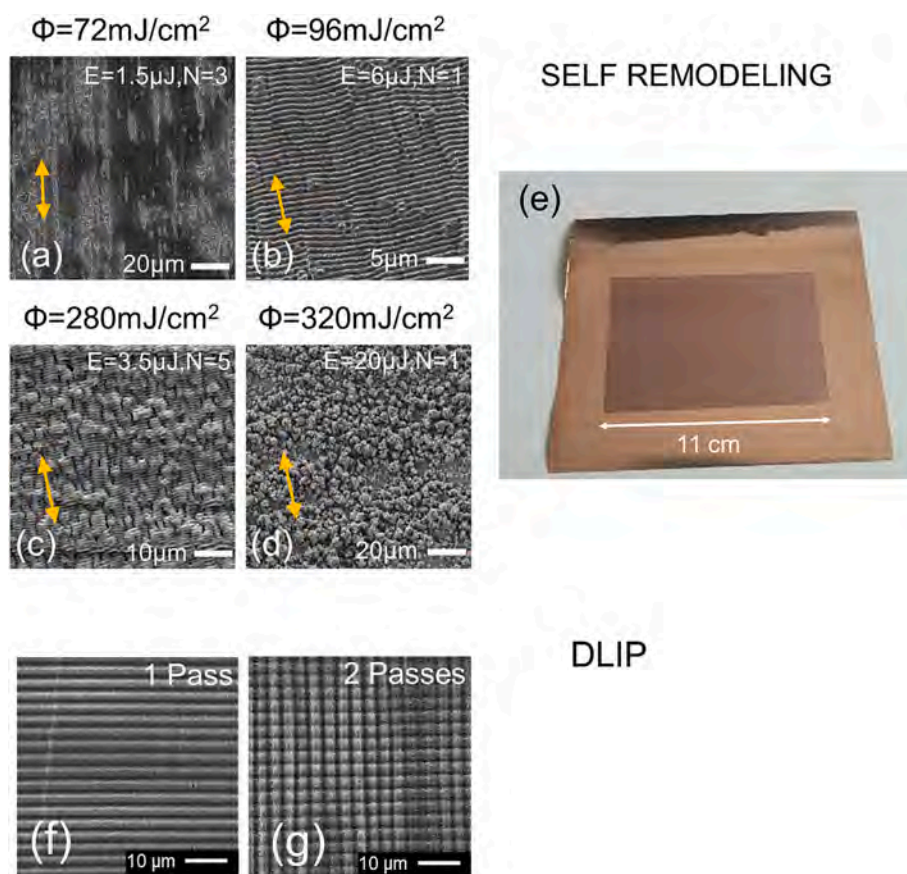 Φ=72mJ/cm²
Φ=96mJ/cm²
E=1.5μJ,N=3
E=6μJ,N=1
SELF REMODELING
(a)
20μm
(b)
5μm
(e)
11 cm
Φ=280mJ/cm²
Φ=320mJ/cm²
E=3.5μJ,N=5
E=20μJ,N=1
(c)
10μm
(d)
20μm
DLIP
1 Pass
2 Passes
(f)
10 μm
(g)
10 μm